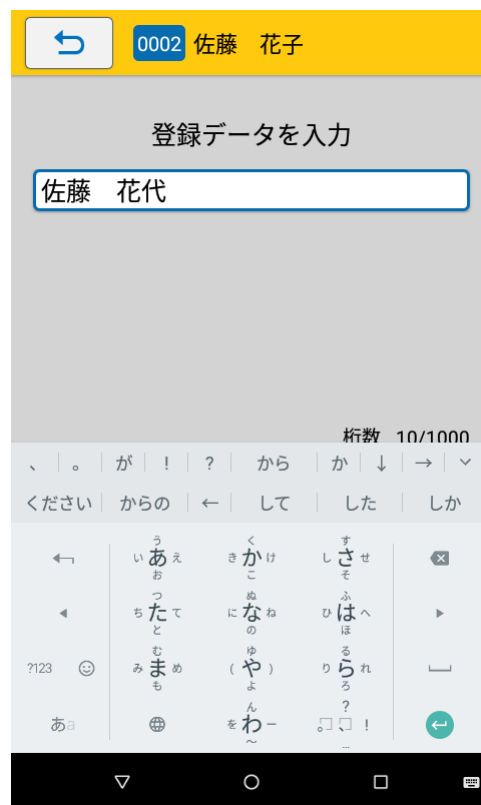 0002 佐藤　花子
登録データを入力
佐藤　花代
桁数 10/1000
、 。 が ! ? から か ↓ →
ください からの ← して した しか
う く す
い あ え き か け し さ せ
お こ そ
つ ぬ ふ
ち た て に な ね ひ は へ
と の ほ
む ゆ る
?123 み ま め ( や ) り ら れ
も よ ろ
ん ?
あa を わ ー 、 。 !
〜 …